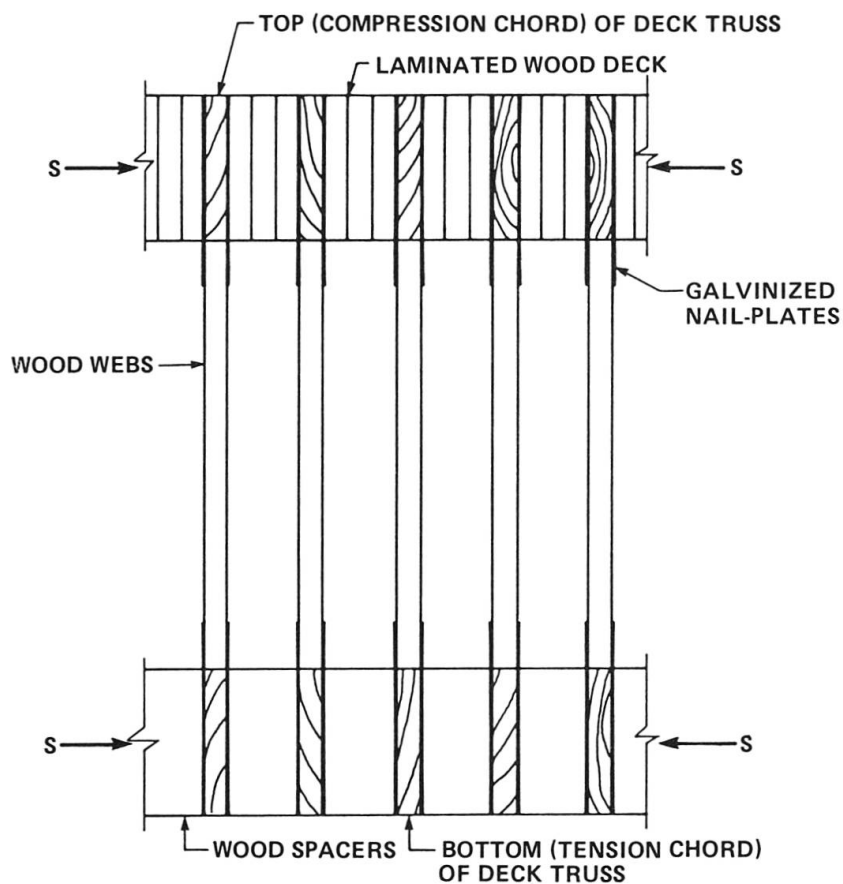 TOP (COMPRESSION CHORD) OF DECK TRUSS
LAMINATED WOOD DECK
S
S
GALVINIZED
NAIL-PLATES
WOOD WEBS
S
S
WOOD SPACERS
BOTTOM (TENSION CHORD)
OF DECK TRUSS